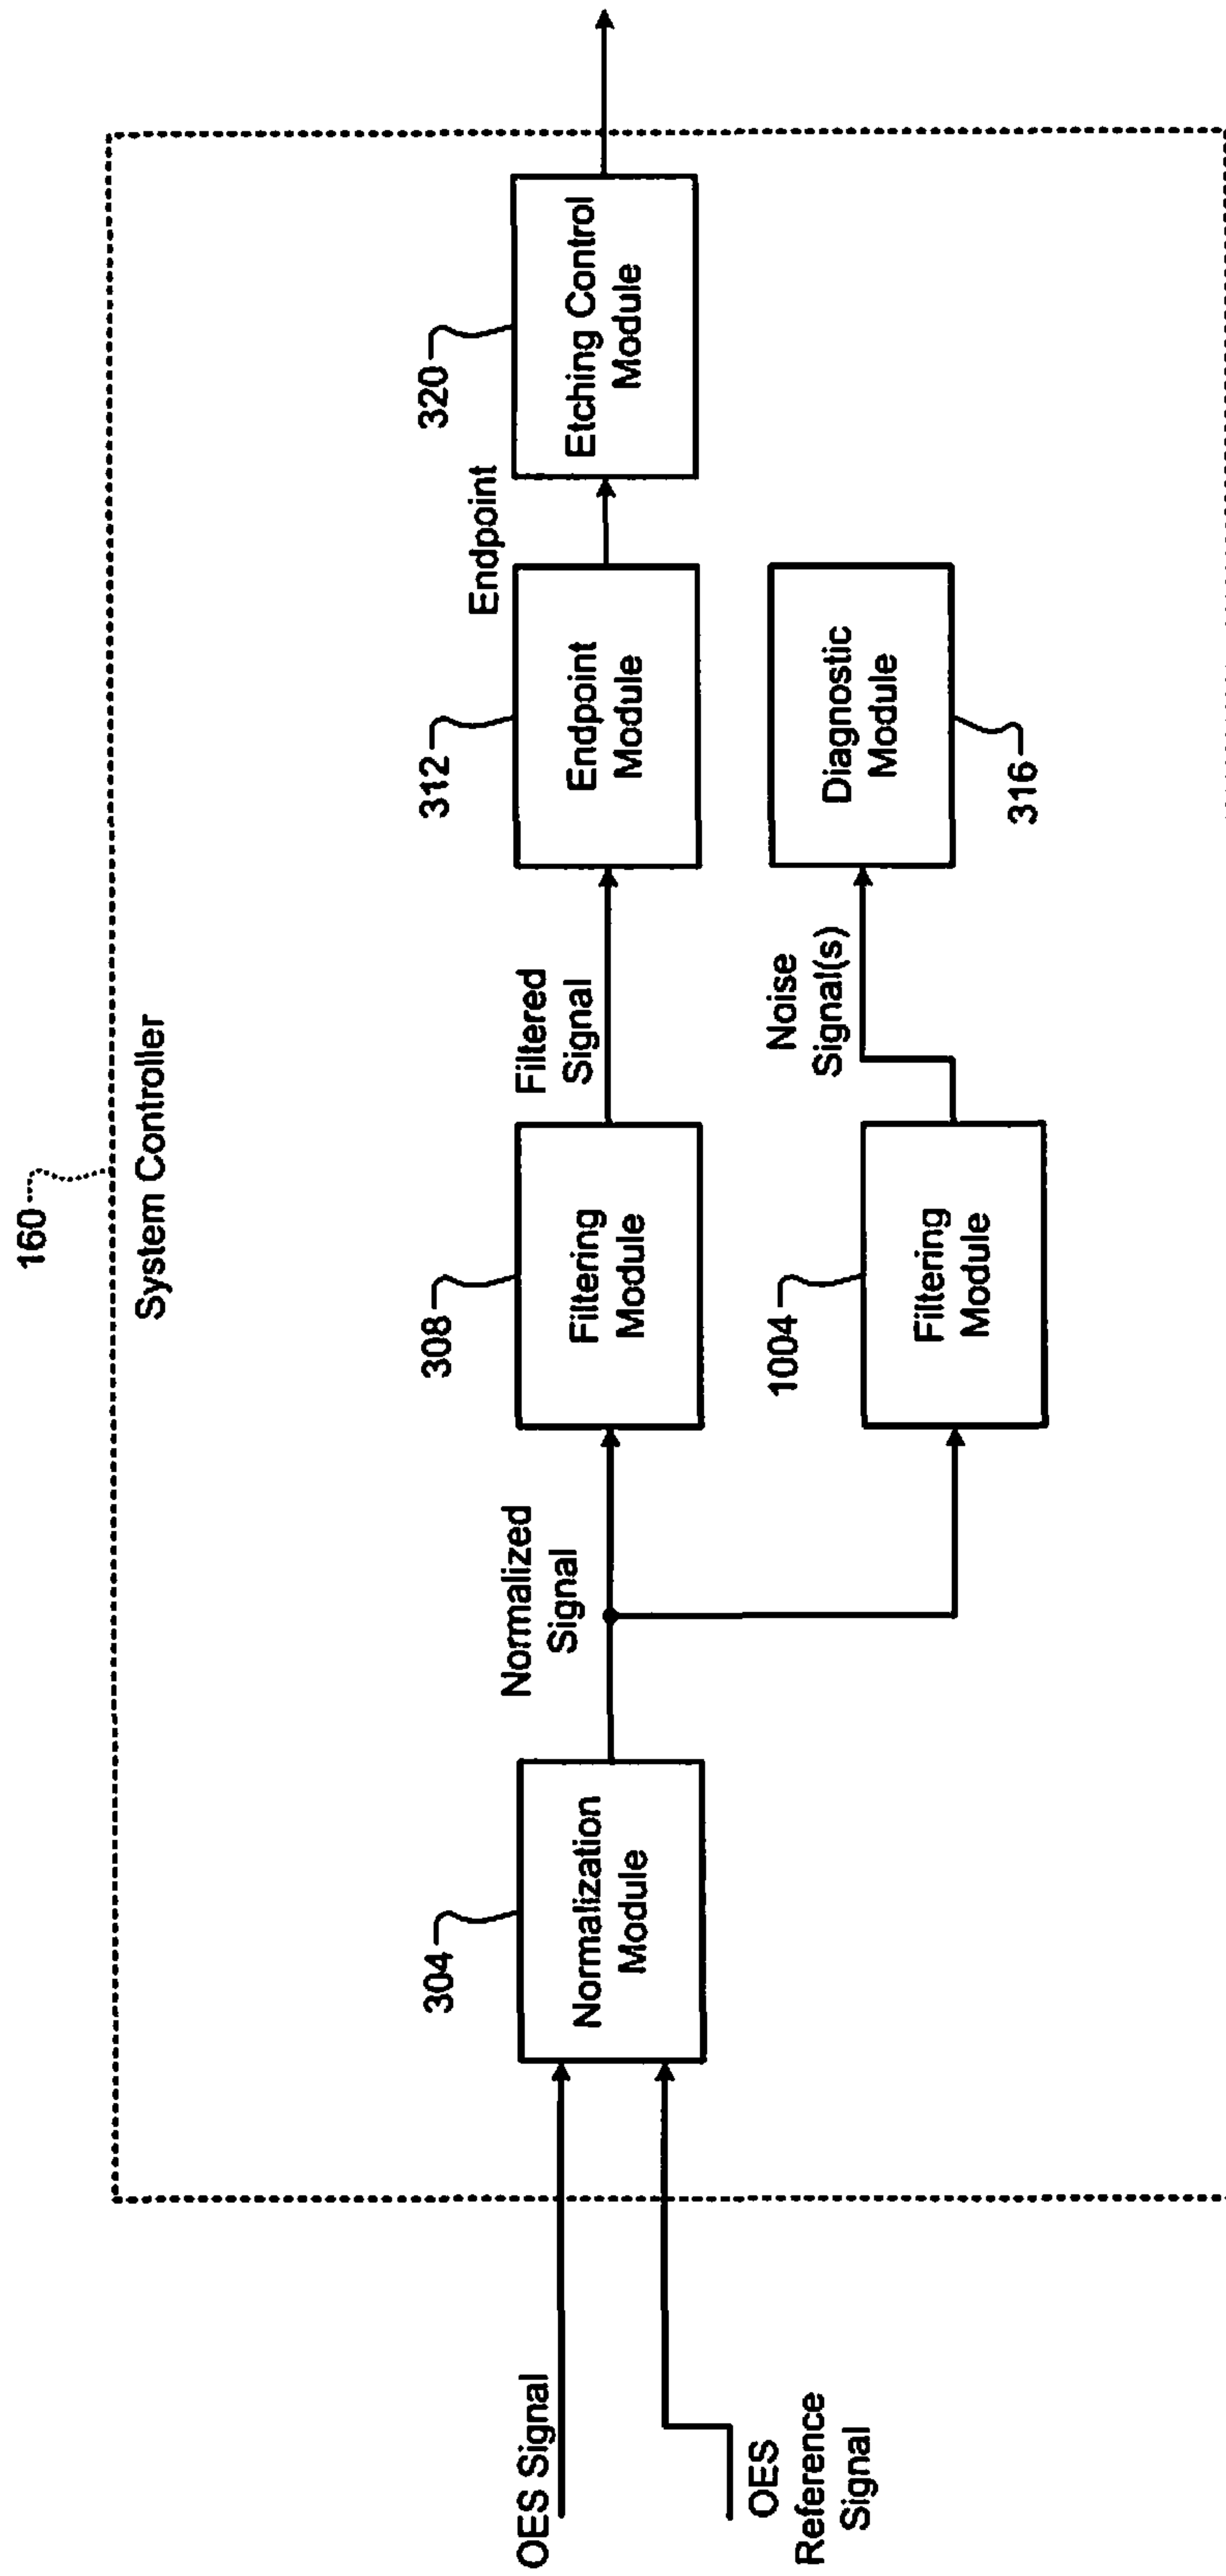 160
System Controller
OES Signal
OES
Reference
Signal
304
Normalization
Module
Normalized
Signal
308
Filtering
Module
1004
Filtering
Module
Filtered
Signal
Noise
Signal(s)
312
Endpoint
Module
Diagnostic
Module
316
Endpoint
320
Etching Control
Module